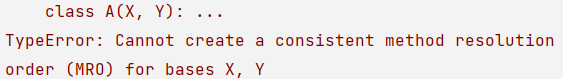 class A(X, Y): ...
TypeError: Cannot create a consistent method resolution
order (MRO) for bases X, Y